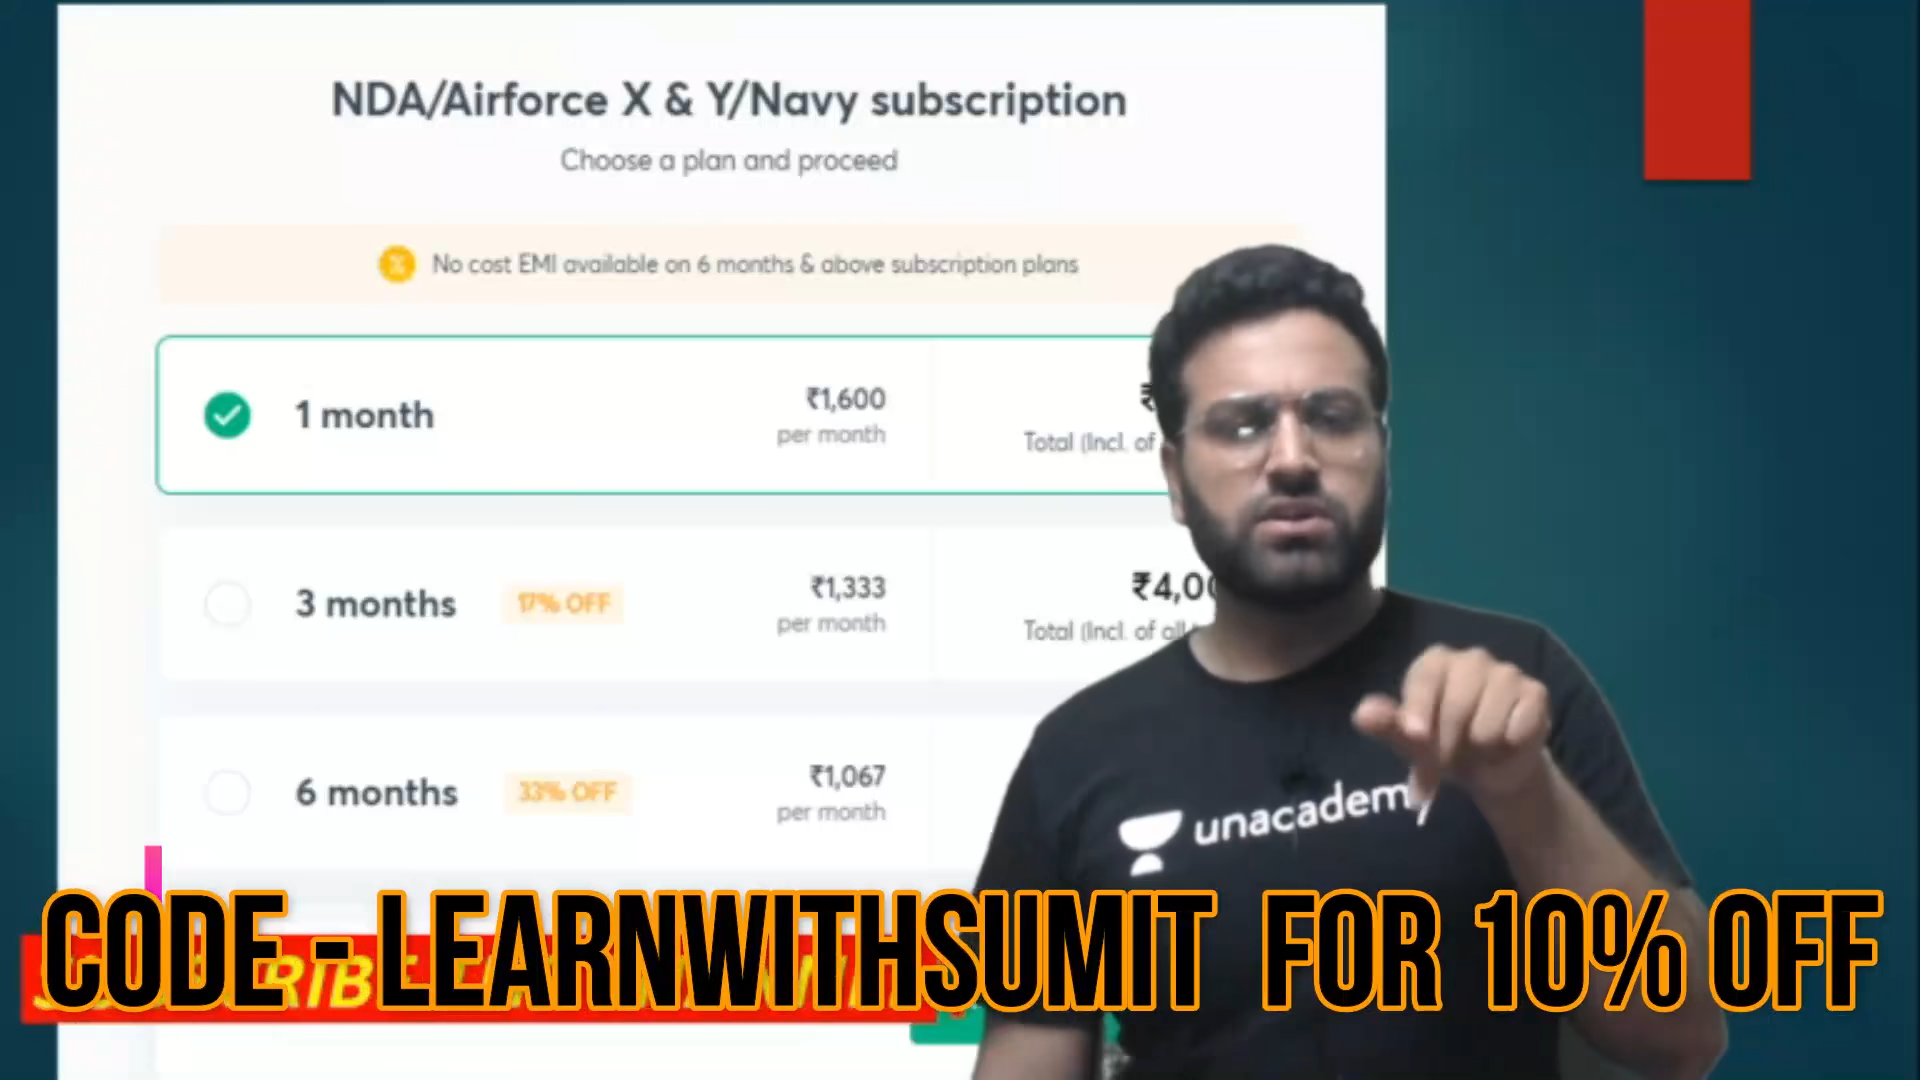 NDA/Airforce X & Y/Navy subscription
Choose a plan and proceed
No cost EMI available on 6 months & above subscription plans
1 month
₹1,600
per month
₹
Total (Incl. of
3 months
17% OFF
₹1,333
per month
₹4,00
Total (Incl. of all
6 months
33% OFF
₹1,067
per month
unacademy
CODE - LEARNWITHSUMIT FOR 10% OFF